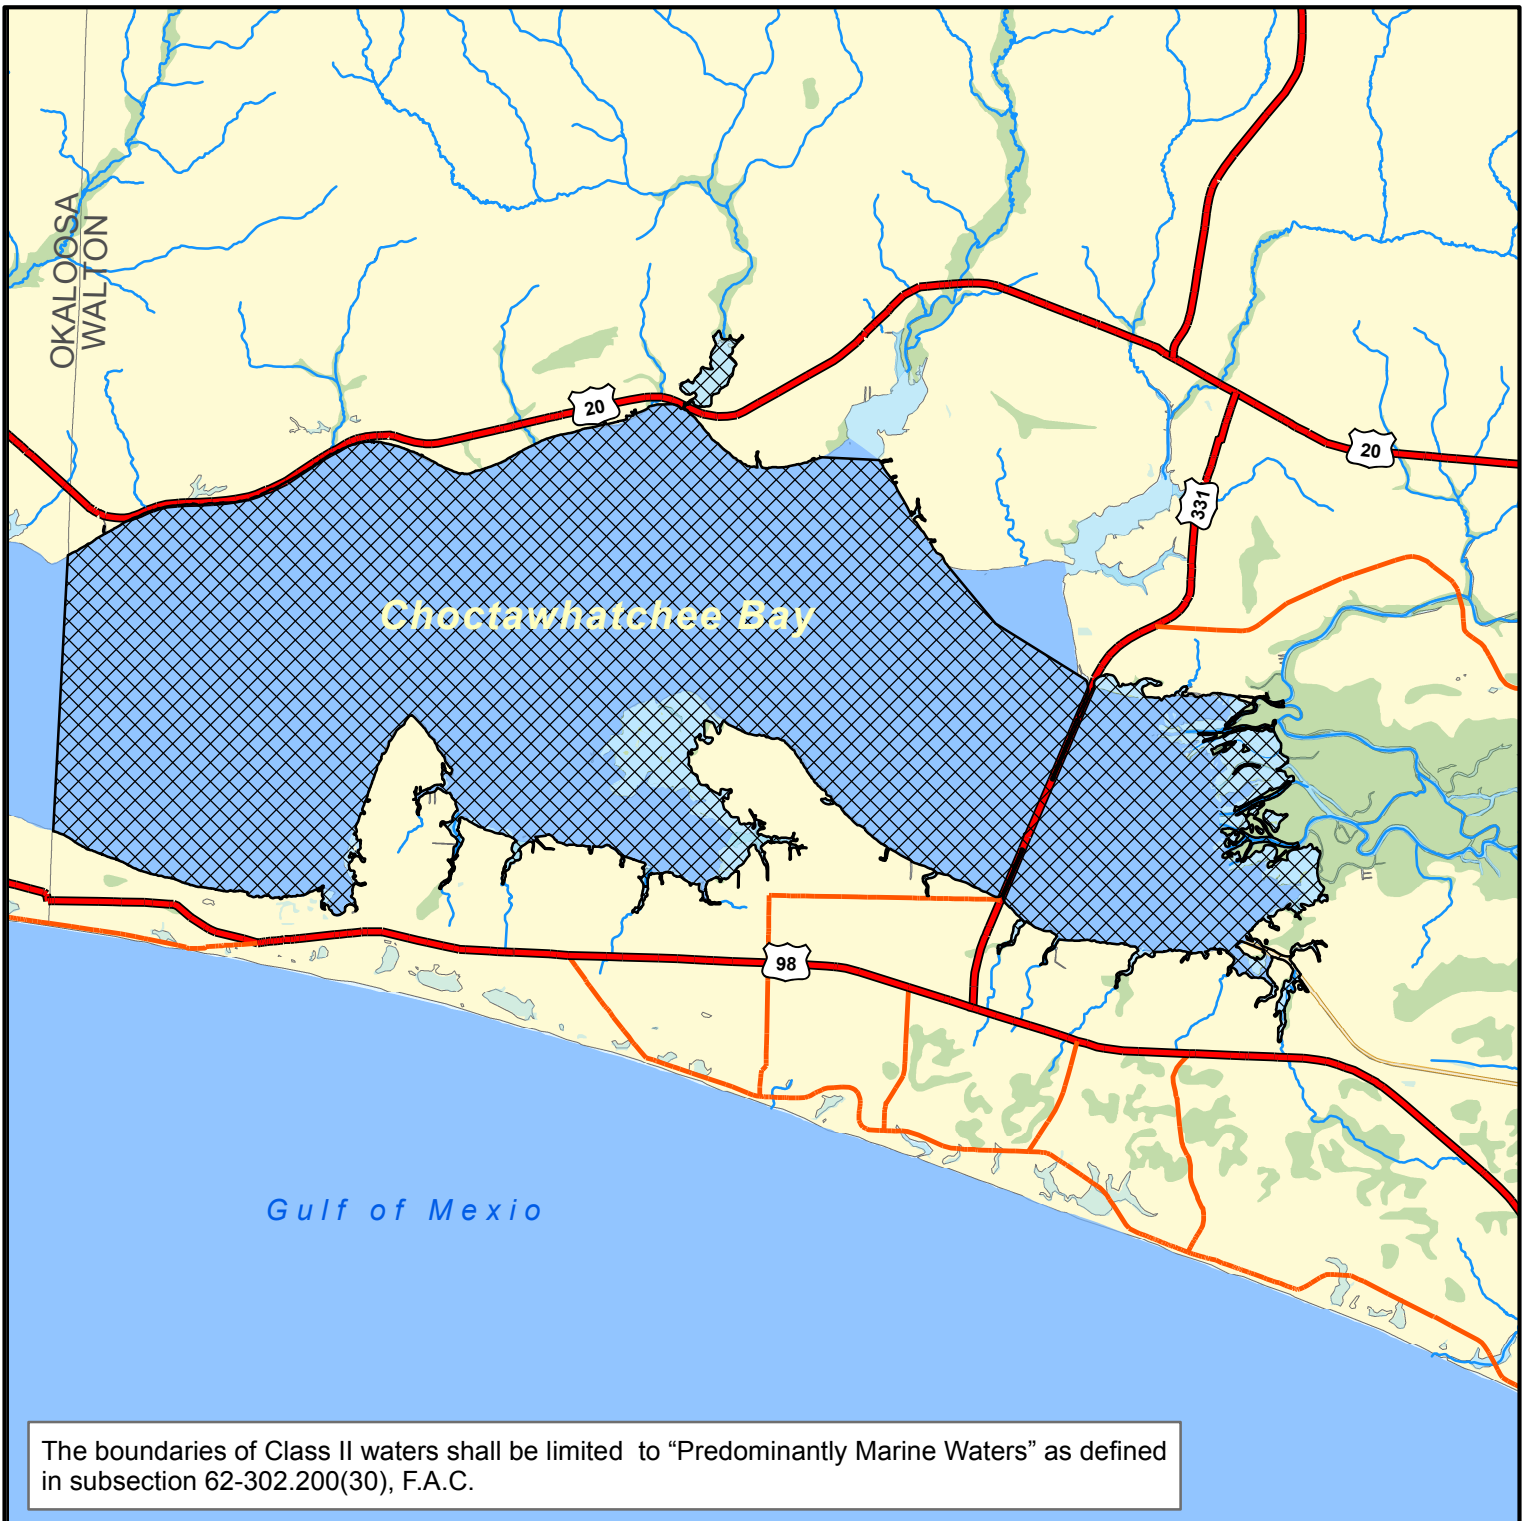 OKALOOSA
WALTON
20
20
331
Choctawhatchee Bay
98
Gulf of Mexio
The boundaries of Class II waters shall be limited to “Predominantly Marine Waters” as defined
in subsection 62-302.200(30), F.A.C.